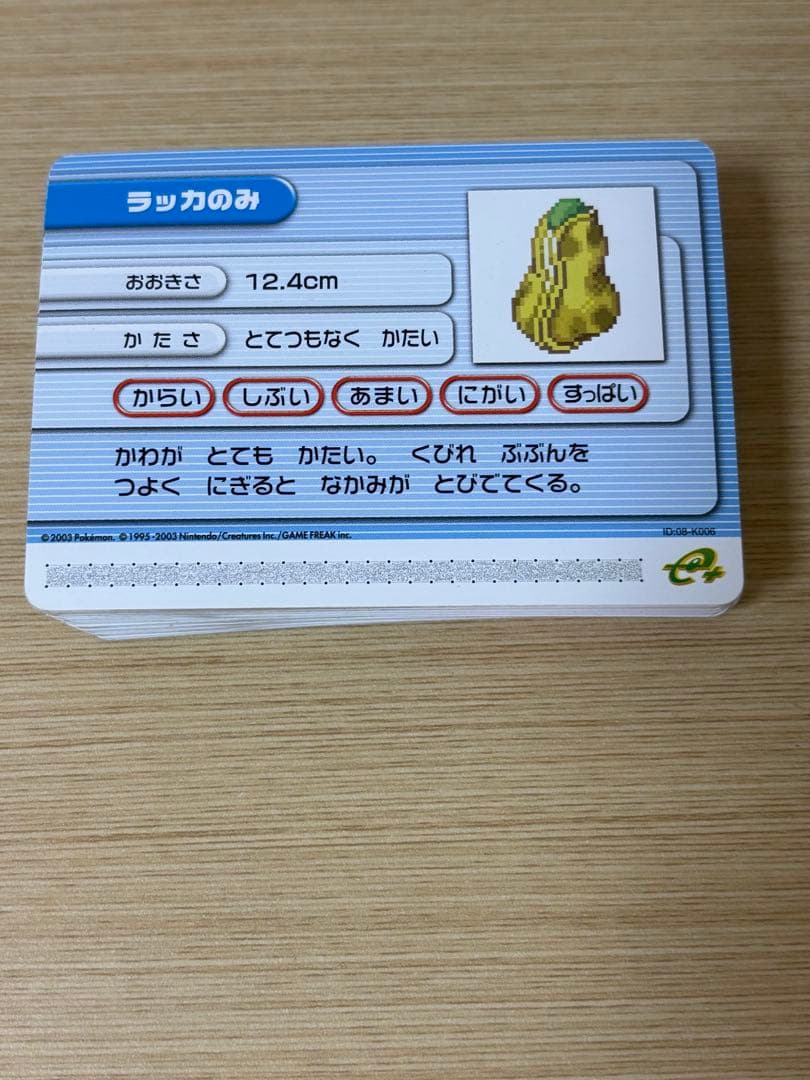 ラッカのみ
おおきさ 12.4cm
かたさ とてつもなく かたい
からい しぶい あまい にがい すっぱい
かわが とても かたい。 くびれ ぶぶんを
つよく にぎると なかみが とびでてくる。
©2003 Pokémon. ©1995-2003 Nintendo/Creatures Inc./GAME FREAK inc.
ID:08-K006
e+